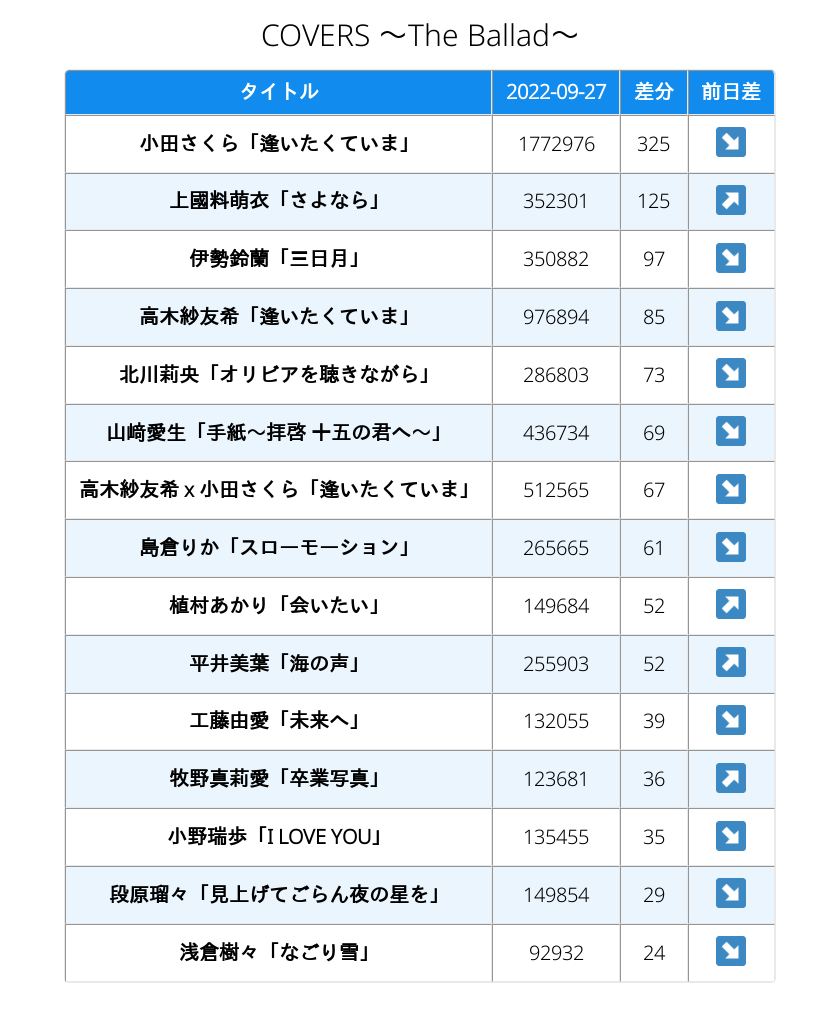 COVERS ～The Ballad～
タイトル 2022-09-27 差分 前日差
小田さくら「逢いたくていま」 1772976 325 ↘
上國料萌衣「さよなら」 352301 125 ↗
伊勢鈴蘭「三日月」 350882 97 ↘
高木紗友希「逢いたくていま」 976894 85 ↘
北川莉央「オリビアを聴きながら」 286803 73 ↘
山﨑愛生「手紙～拝啓 十五の君へ～」 436734 69 ↘
高木紗友希 x 小田さくら「逢いたくていま」 512565 67 ↘
島倉りか「スローモーション」 265665 61 ↘
植村あかり「会いたい」 149684 52 ↗
平井美葉「海の声」 255903 52 ↗
工藤由愛「未来へ」 132055 39 ↘
牧野真莉愛「卒業写真」 123681 36 ↗
小野瑞歩「I LOVE YOU」 135455 35 ↘
段原瑠々「見上げてごらん夜の星を」 149854 29 ↘
浅倉樹々「なごり雪」 92932 24 ↘